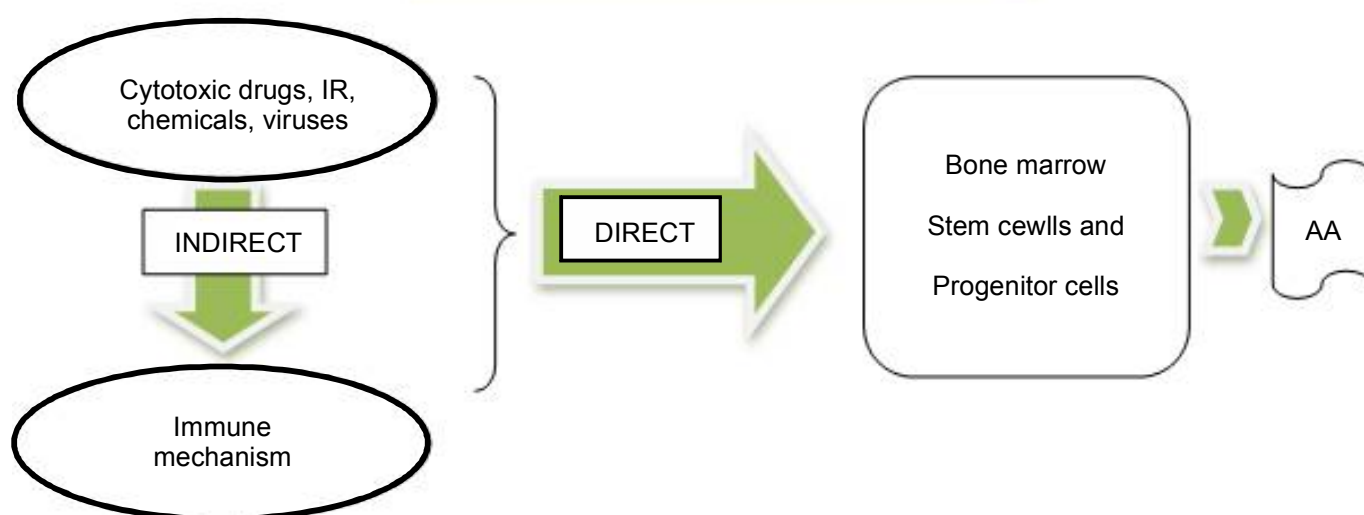 Cytotoxic drugs, IR,
chemicals, viruses
INDIRECT
Immune
mechanism
DIRECT
Bone marrow
Stem cewlls and
Progenitor cells
AA